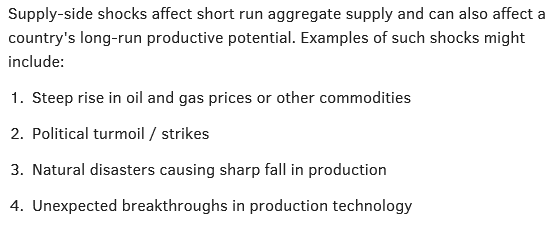 Supply-side shocks affect short run aggregate supply and can also affect a
country's long-run productive potential. Examples of such shocks might
include:
1. Steep rise in oil and gas prices or other commodities
2. Political turmoil / strikes
3. Natural disasters causing sharp fall in production
4. Unexpected breakthroughs in production technology